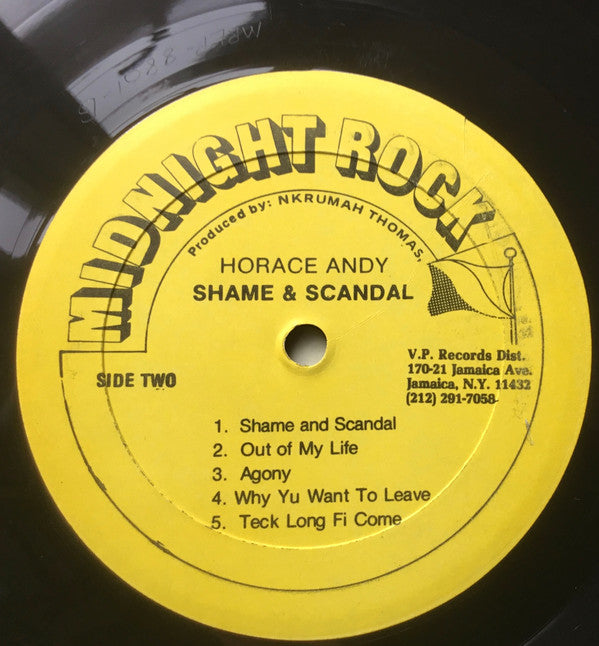 MIDNIGHT ROCK
Produced by: NKRUMAH THOMAS,
HORACE ANDY
SHAME & SCANDAL
SIDE TWO
V.P. Records Dist.
170-21 Jamaica Ave.
Jamaica, N.Y. 11432
(212) 291-7058
1. Shame and Scandal
2. Out of My Life
3. Agony
4. Why Yu Want To Leave
5. Teck Long Fi Come